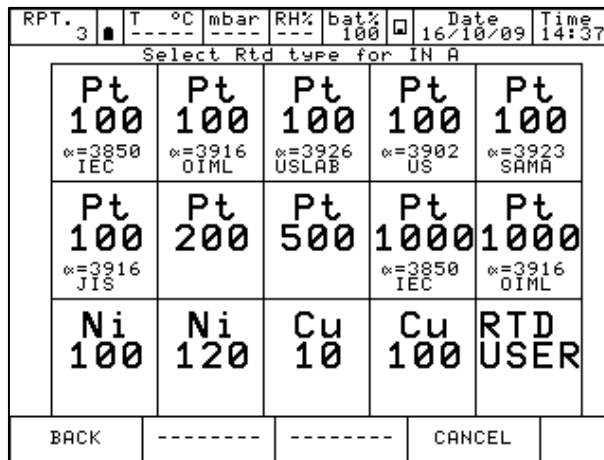 RPT. 3 T °C mbar RH% bat% 100 Date 16/10/09 Time 14:37
----- ---- ---
Select Rtd type for IN A
Pt 100 α=3850 IEC
Pt 100 α=3916 OIML
Pt 100 α=3926 USLAB
Pt 100 α=3902 US
Pt 100 α=3923 SAMA
Pt 100 α=3916 JIS
Pt 200
Pt 500
Pt 1000 α=3850 IEC
Pt 1000 α=3916 OIML
Ni 100
Ni 120
Cu 10
Cu 100
RTD USER
BACK -------- -------- CANCEL